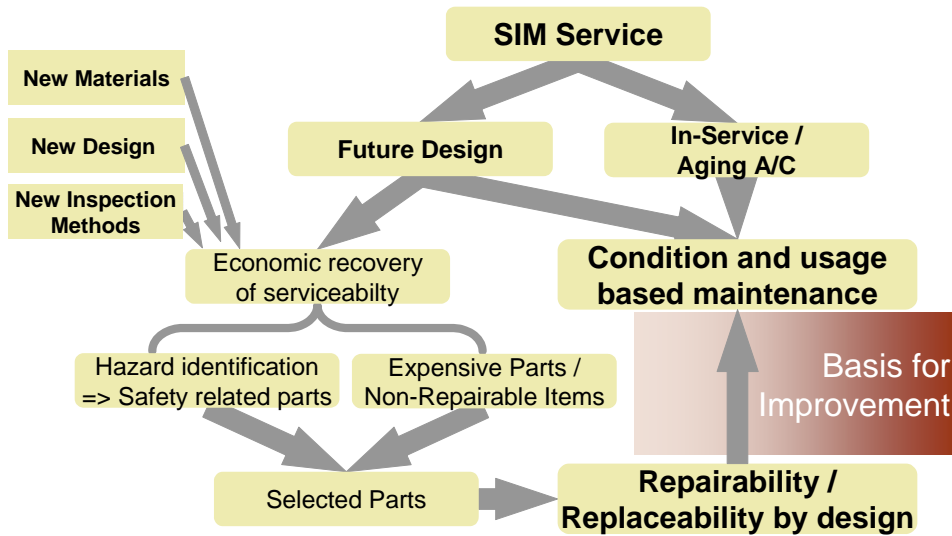 SIM Service
New Materials
New Design
New Inspection
Methods
Future Design
In-Service /
Aging A/C
Economic recovery
of serviceabilty
Condition and usage
based maintenance
Hazard identification
=> Safety related parts
Expensive Parts /
Non-Repairable Items
Basis for
Improvement
Selected Parts
Repairability /
Replaceability by design